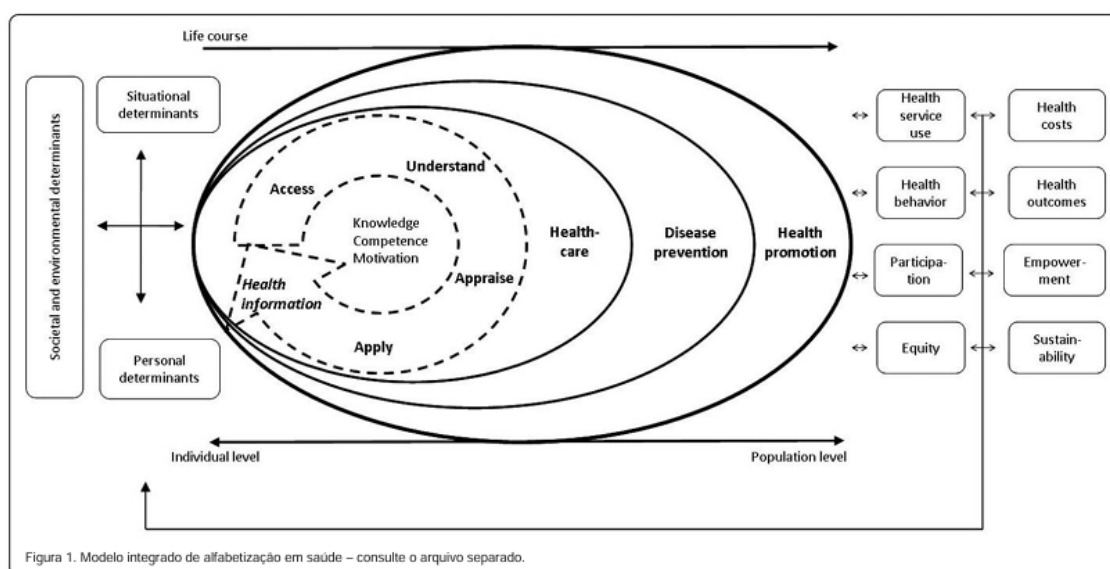 Life course
Societal and environmental determinants
Situational
determinants
Personal
determinants
Access
Understand
Knowledge
Competence
Motivation
Health
information
Appraise
Apply
Health-
care
Disease
prevention
Health
promotion
Health
service
use
Health
costs
Health
behavior
Health
outcomes
Participa-
tion
Empower-
ment
Equity
Sustain-
ability
Individual level
Population level
Figura 1. Modelo integrado de alfabetização em saúde – consulte o arquivo separado.